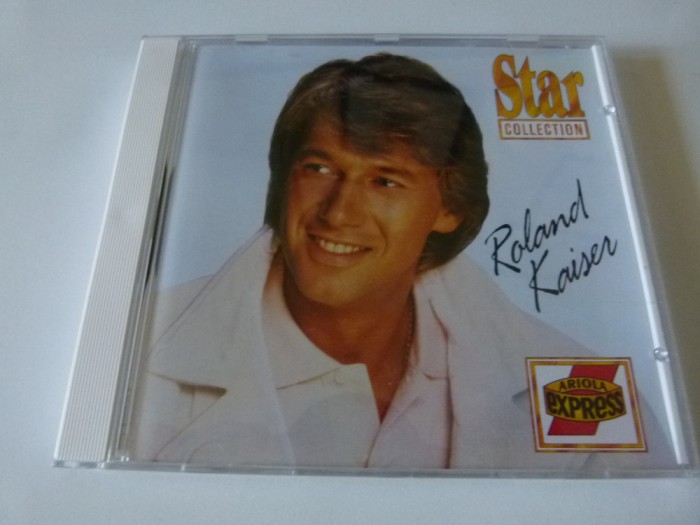 Star
COLLECTION
Roland
Kaiser
ARIOLA
eXPRESS